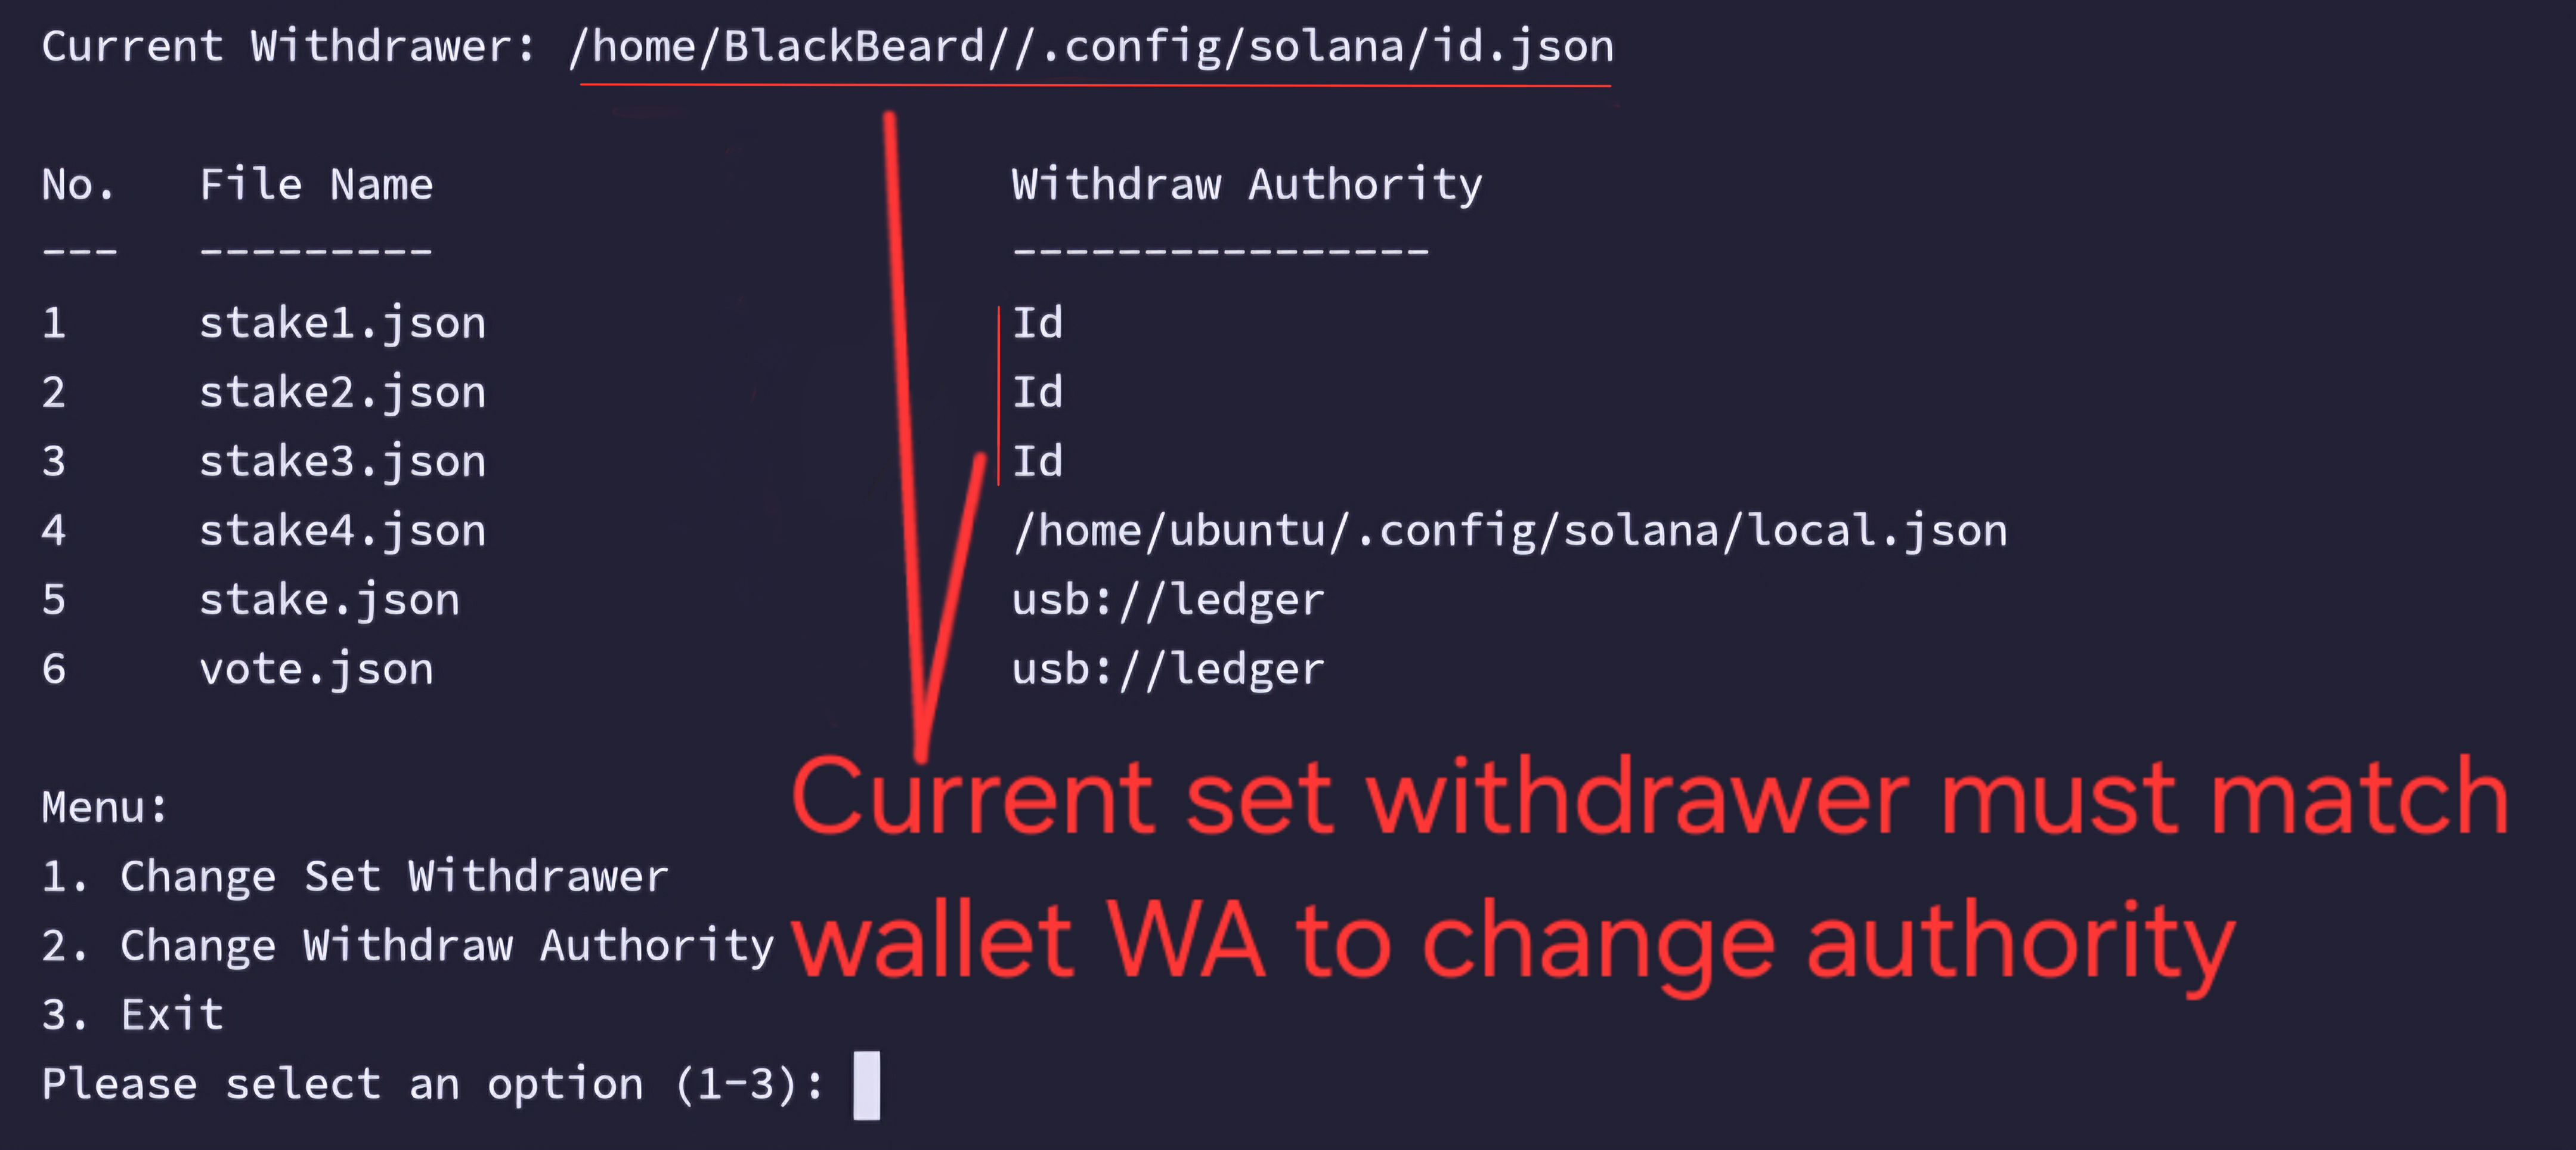 Current Withdrawer: /home/BlackBeard//.config/solana/id.json
No. File Name Withdraw Authority
--- --------- ----------------
1 stake1.json Id
2 stake2.json Id
3 stake3.json Id
4 stake4.json /home/ubuntu/.config/solana/local.json
5 stake.json usb://ledger
6 vote.json usb://ledger
Menu:
1. Change Set Withdrawer
2. Change Withdraw Authority
3. Exit
Please select an option (1-3):
Current set withdrawer must match
wallet WA to change authority